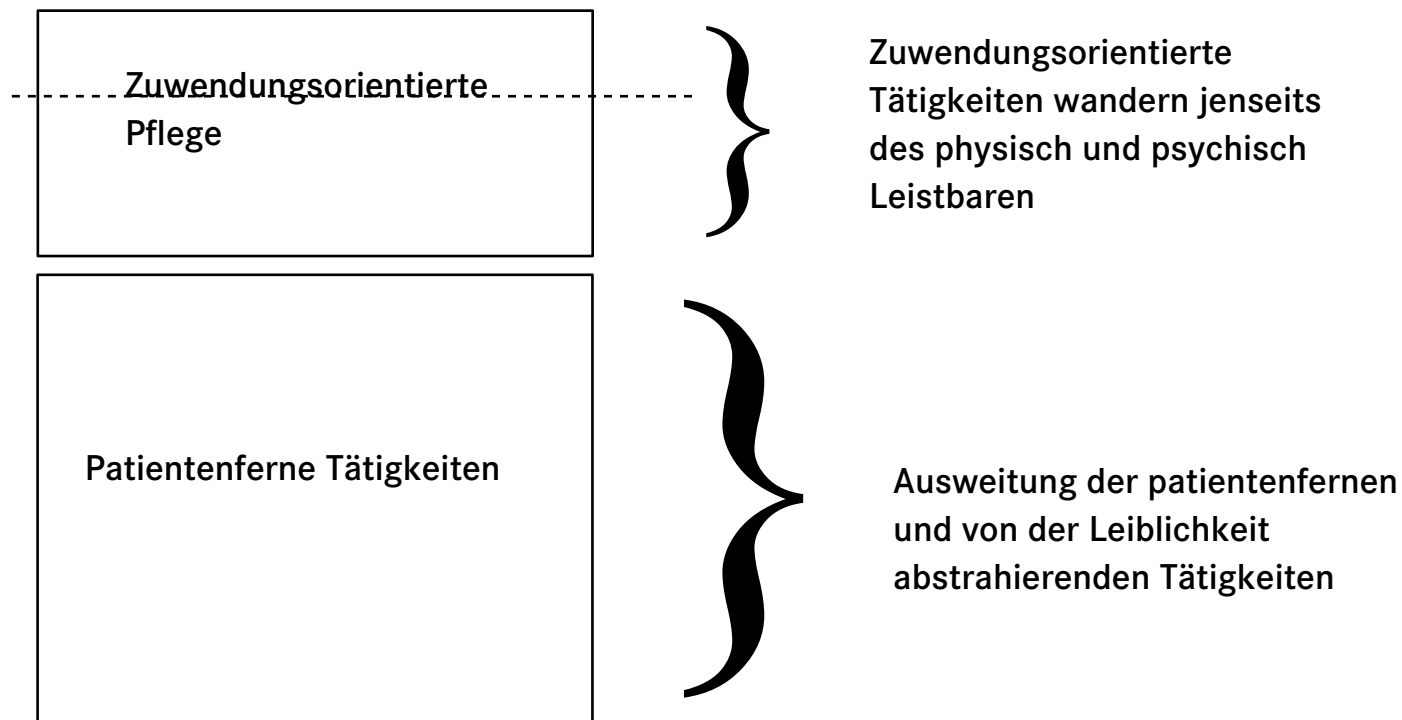 Zuwendungsorientierte
Pflege
Zuwendungsorientierte
Tätigkeiten wandern jenseits
des physisch und psychisch
Leistbaren
Patientenferne Tätigkeiten
Ausweitung der patientenfernen
und von der Leiblichkeit
abstrahierenden Tätigkeiten